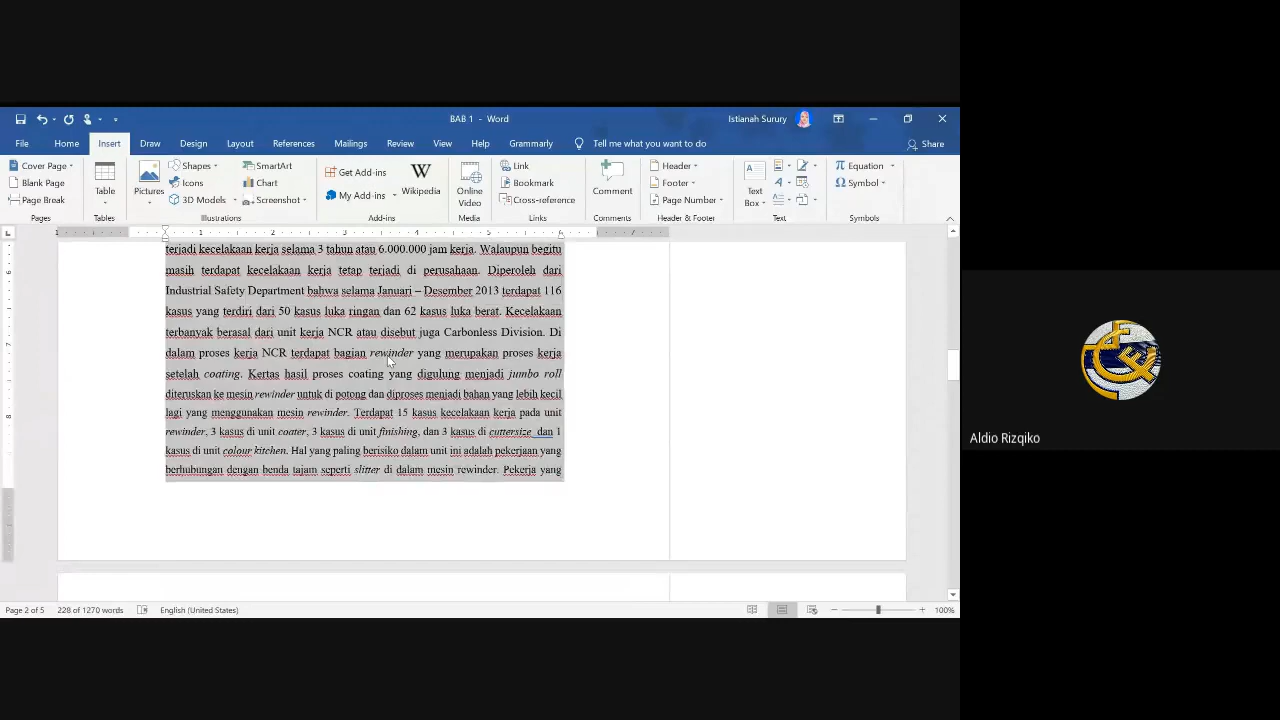 BAB 1 - Word
Istianah Surury
File Home Insert Draw Design Layout References Mailings Review View Help Grammarly Tell me what you want to do Share
Cover Page
Blank Page
Page Break
Pages
Table
Tables
Pictures
Shapes
Icons
3D Models
SmartArt
Chart
Screenshot
Illustrations
Get Add-ins
My Add-ins
Wikipedia
Add-ins
Online Video
Media
Link
Bookmark
Cross-reference
Links
Comment
Comments
Header
Footer
Page Number
Header & Footer
Text Box
Text
Equation
Symbol
Symbols
terjadi kecelakaan kerja selama 3 tahun atau 6.000.000 jam kerja. Walaupun begitu
masih terdapat kecelakaan kerja tetap terjadi di perusahaan. Diperoleh dari
Industrial Safety Department bahwa selama Januari – Desember 2013 terdapat 116
kasus yang terdiri dari 50 kasus luka ringan dan 62 kasus luka berat. Kecelakaan
terbanyak berasal dari unit kerja NCR atau disebut juga Carbonless Division. Di
dalam proses kerja NCR terdapat bagian rewinder yang merupakan proses kerja
setelah coating. Kertas hasil proses coating yang digulung menjadi jumbo roll
diteruskan ke mesin rewinder untuk di potong dan diproses menjadi bahan yang lebih kecil
lagi yang menggunakan mesin rewinder. Terdapat 15 kasus kecelakaan kerja pada unit
rewinder, 3 kasus di unit coater, 3 kasus di unit finishing, dan 3 kasus di cuttersize dan 1
kasus di unit colour kitchen. Hal yang paling berisiko dalam unit ini adalah pekerjaan yang
berhubungan dengan benda tajam seperti slitter di dalam mesin rewinder. Pekerja yang
Page 2 of 5 228 of 1270 words English (United States) 100%
Aldio Rizqiko